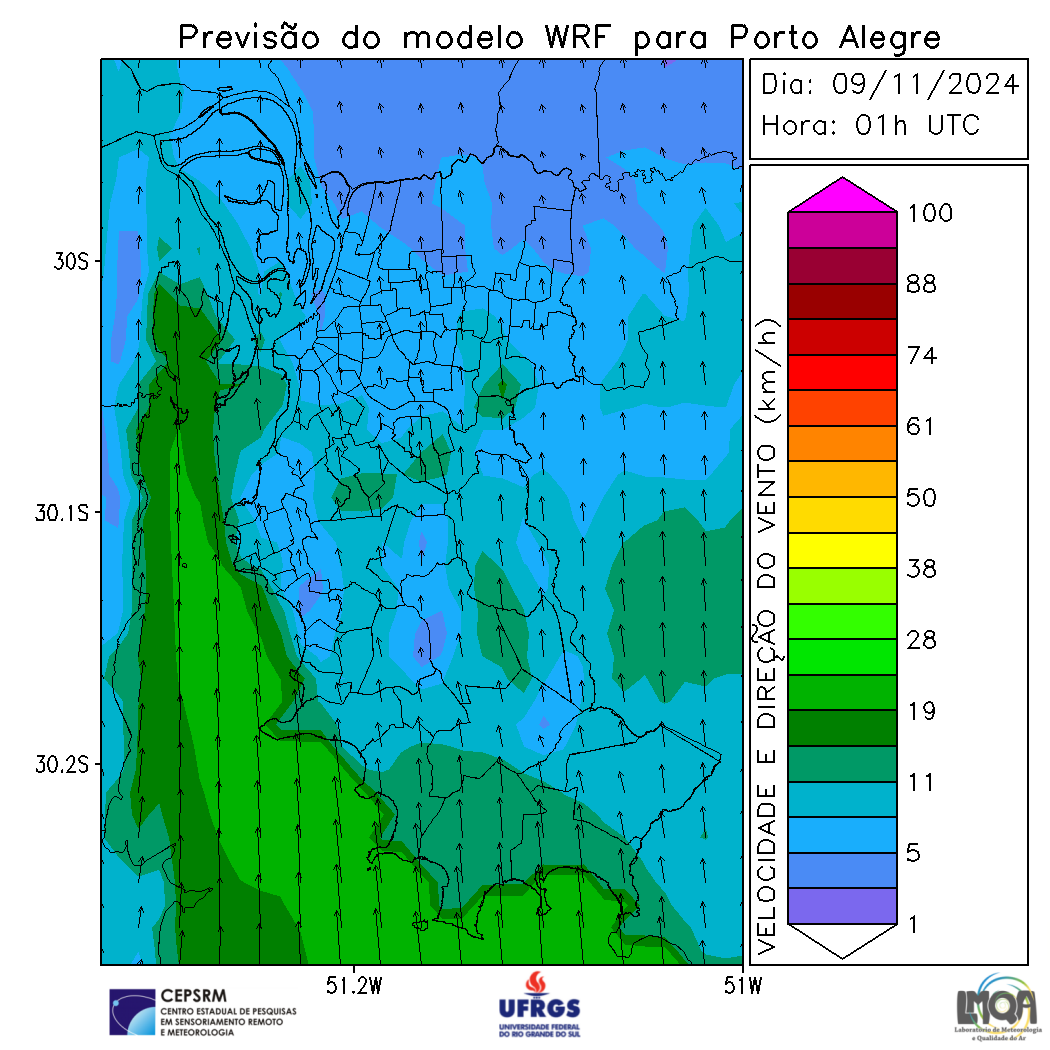 Previsão do modelo WRF para Porto Alegre
Dia: 09/11/2024
Hora: 01h UTC
30S
30.1S
30.2S
51.2W
51W
VELOCIDADE E DIREÇÃO DO VENTO (km/h)
100
88
74
61
50
38
28
19
11
5
1
CEPSRM
CENTRO ESTADUAL DE PESQUISAS
EM SENSORIAMENTO REMOTO
E METEOROLOGIA
UFRGS
UNIVERSIDADE FEDERAL
DO RIO GRANDE DO SUL
LMQA
Laboratório de Meteorologia
e Qualidade do Ar